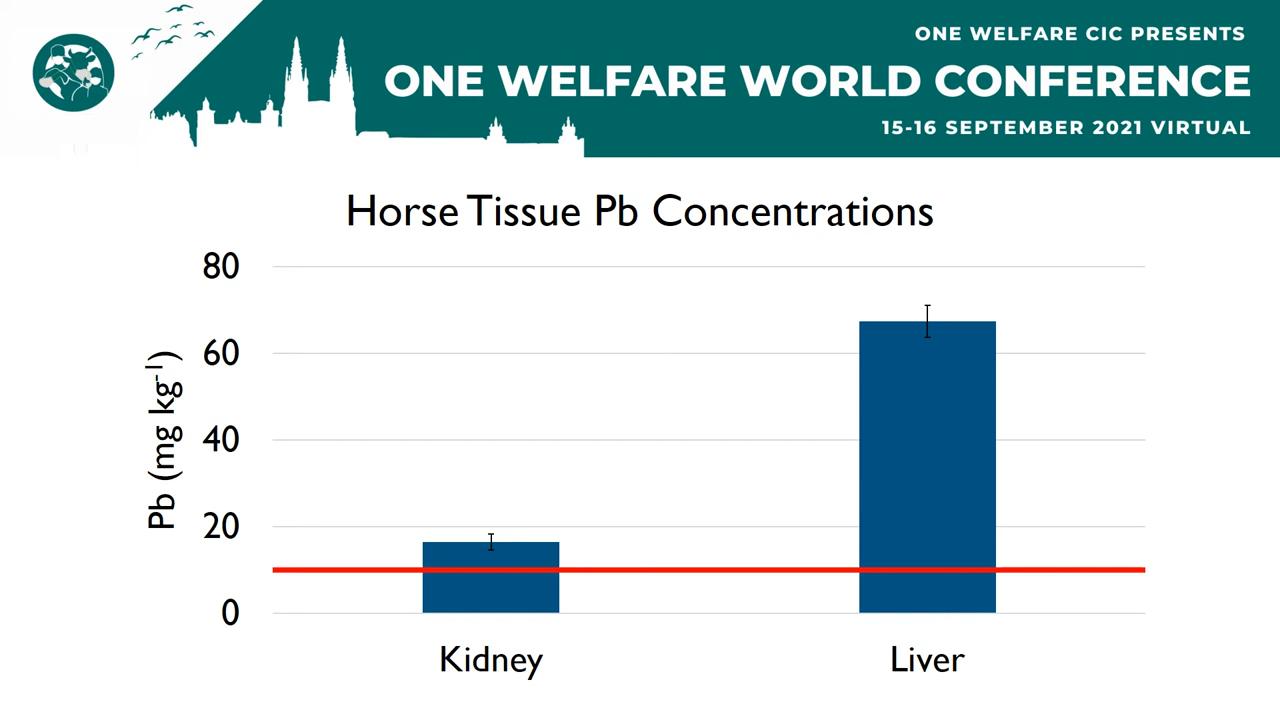 ONE WELFARE CIC PRESENTS
ONE WELFARE WORLD CONFERENCE
15-16 SEPTEMBER 2021 VIRTUAL
Horse Tissue Pb Concentrations
80
60
40
20
0
Pb (mg kg⁻¹)
Kidney
Liver